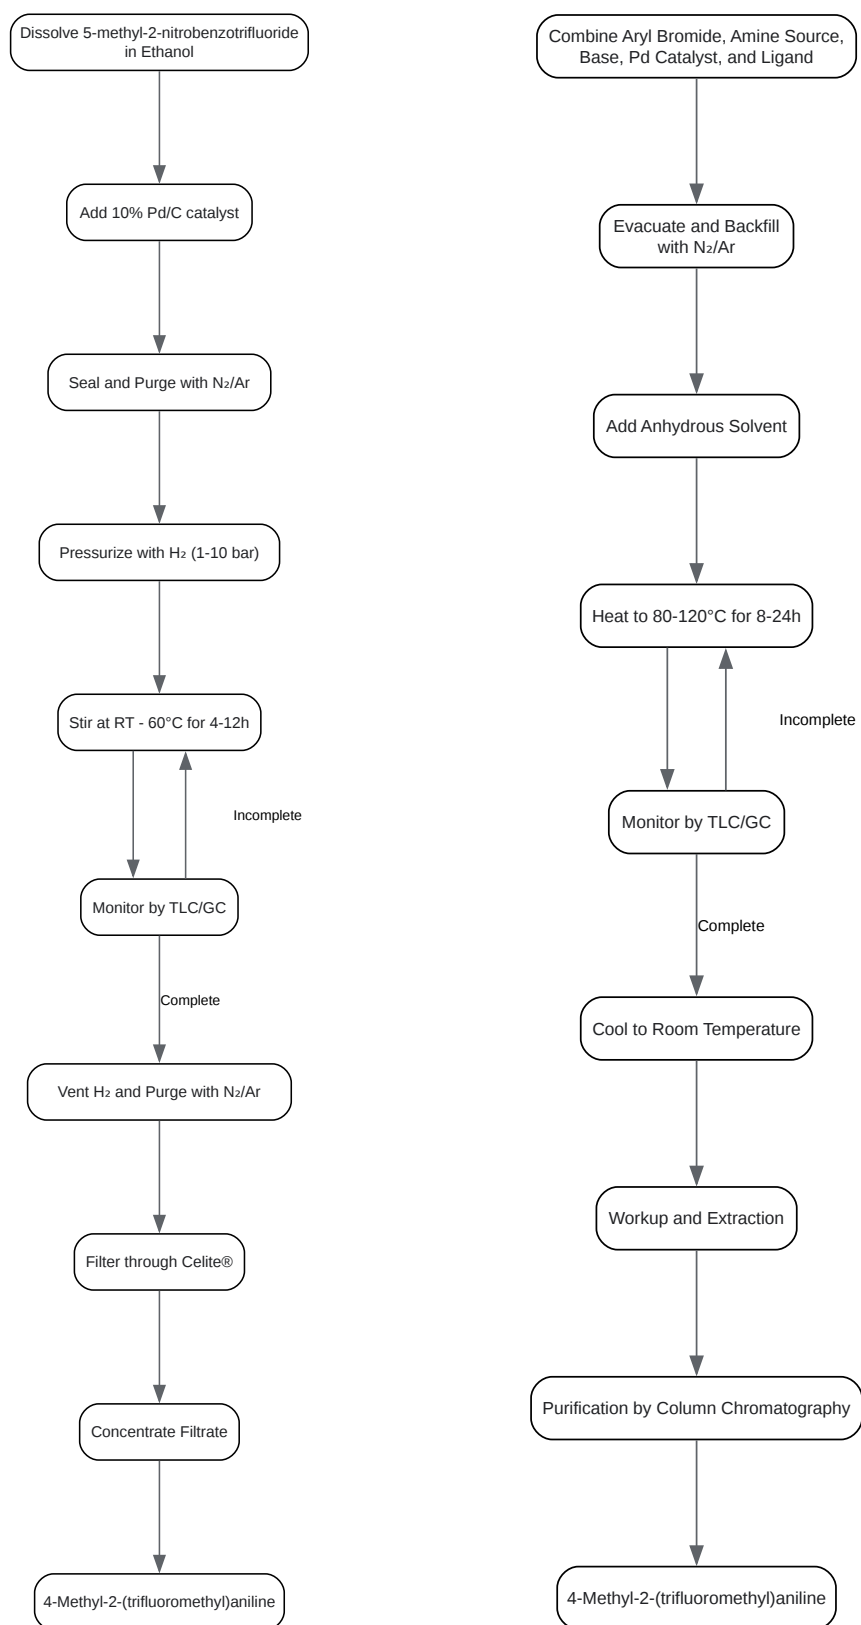 Dissolve 5-methyl-2-nitrobenzotrifluoride
in Ethanol
Add 10% Pd/C catalyst
Seal and Purge with N₂/Ar
Pressurize with H₂ (1-10 bar)
Stir at RT - 60°C for 4-12h
Incomplete
Monitor by TLC/GC
Complete
Vent H₂ and Purge with N₂/Ar
Filter through Celite®
Concentrate Filtrate
4-Methyl-2-(trifluoromethyl)aniline
Combine Aryl Bromide, Amine Source,
Base, Pd Catalyst, and Ligand
Evacuate and Backfill
with N₂/Ar
Add Anhydrous Solvent
Heat to 80-120°C for 8-24h
Incomplete
Monitor by TLC/GC
Complete
Cool to Room Temperature
Workup and Extraction
Purification by Column Chromatography
4-Methyl-2-(trifluoromethyl)aniline